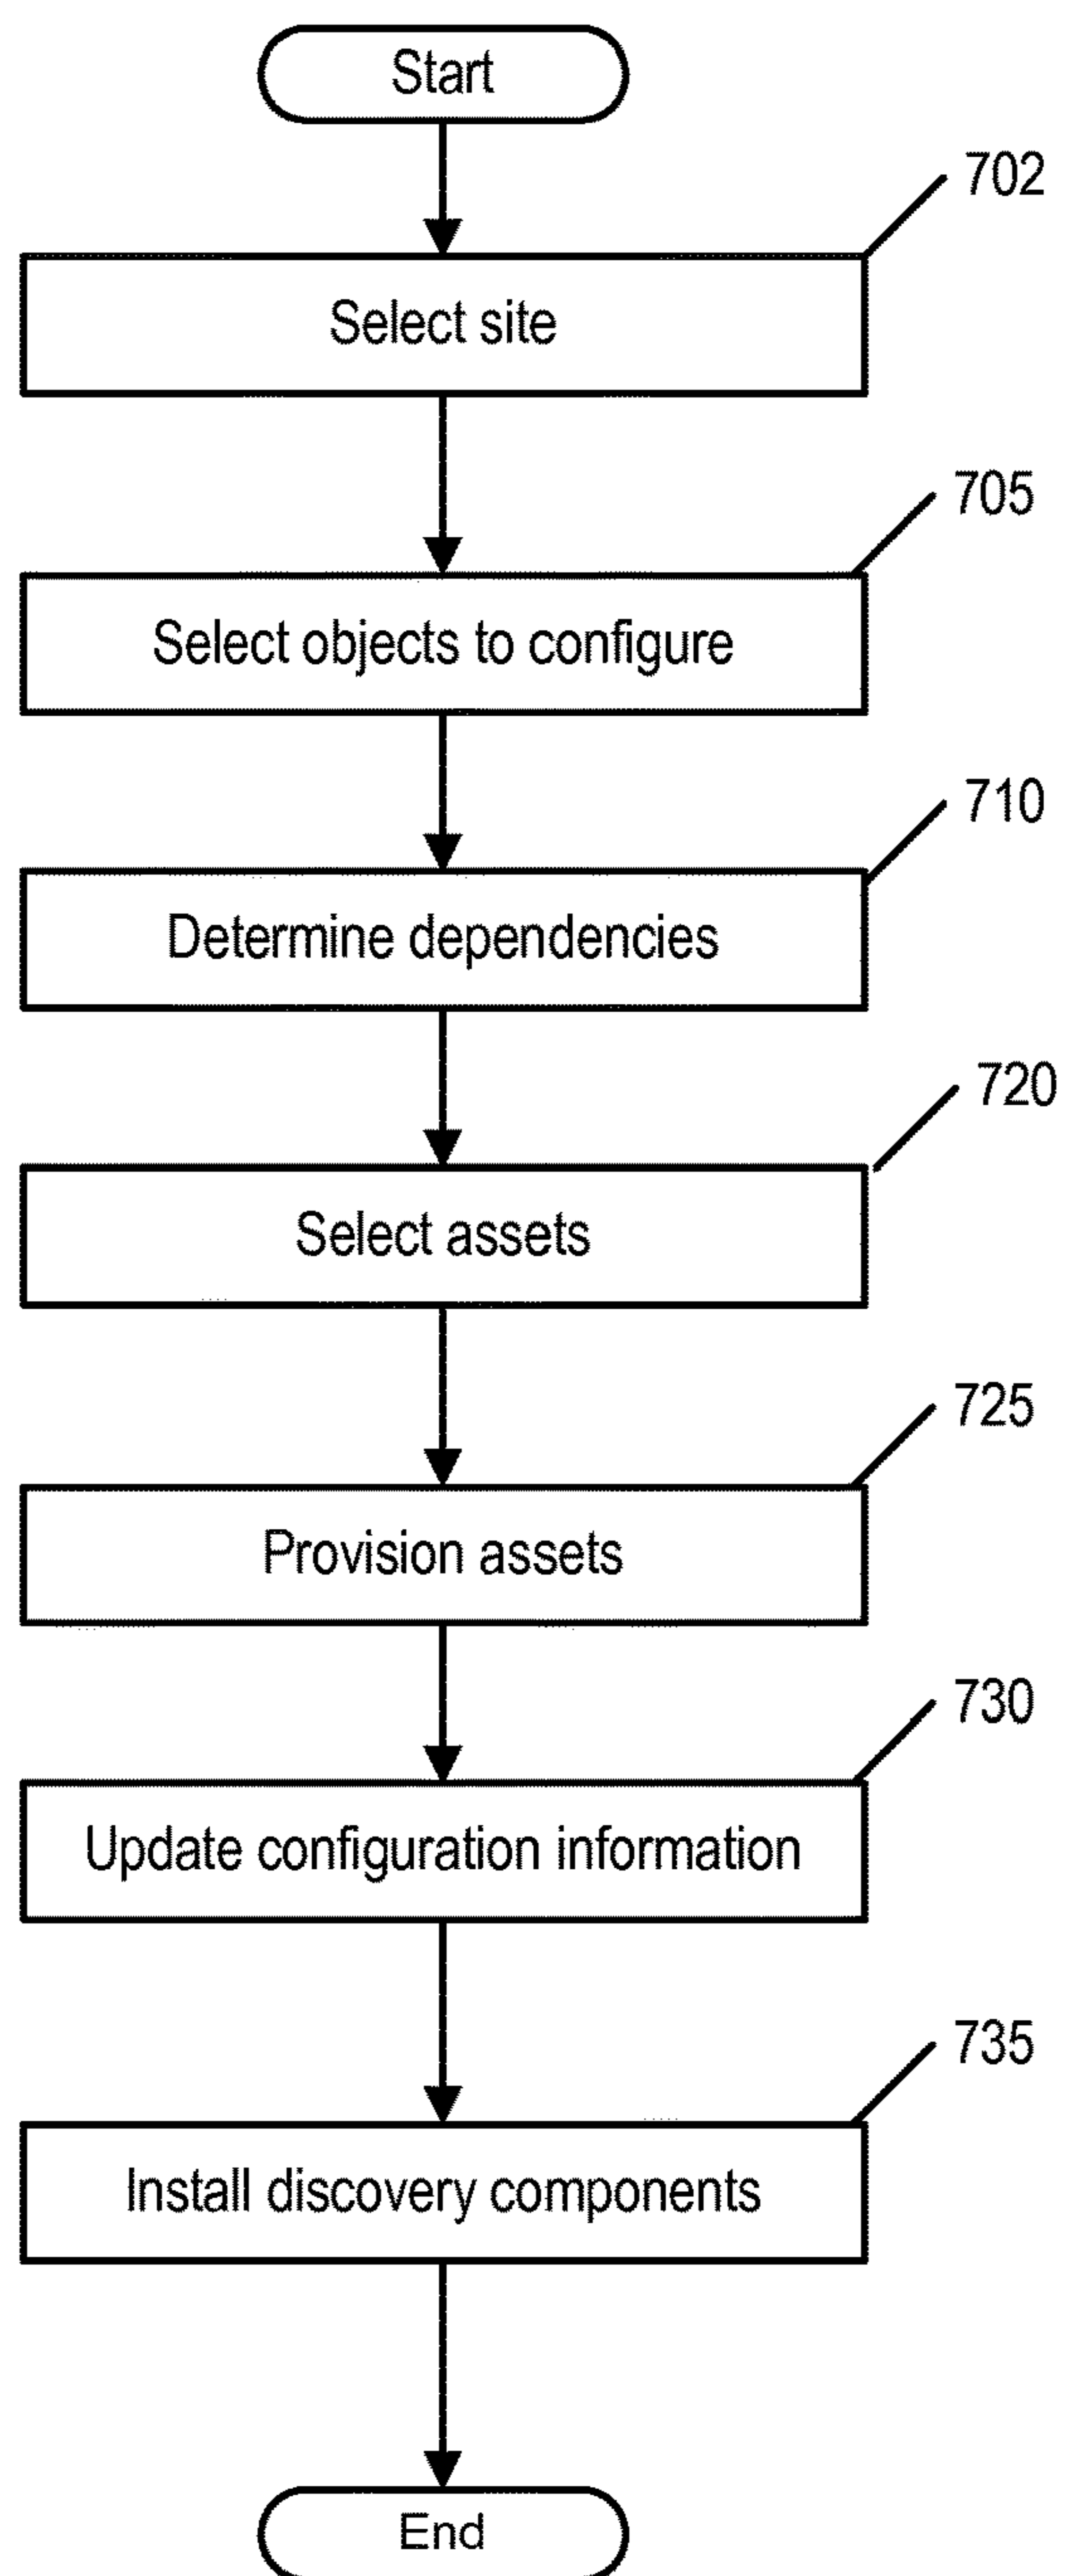 Start
702
Select site
705
Select objects to configure
710
Determine dependencies
720
Select assets
725
Provision assets
730
Update configuration information
735
Install discovery components
End